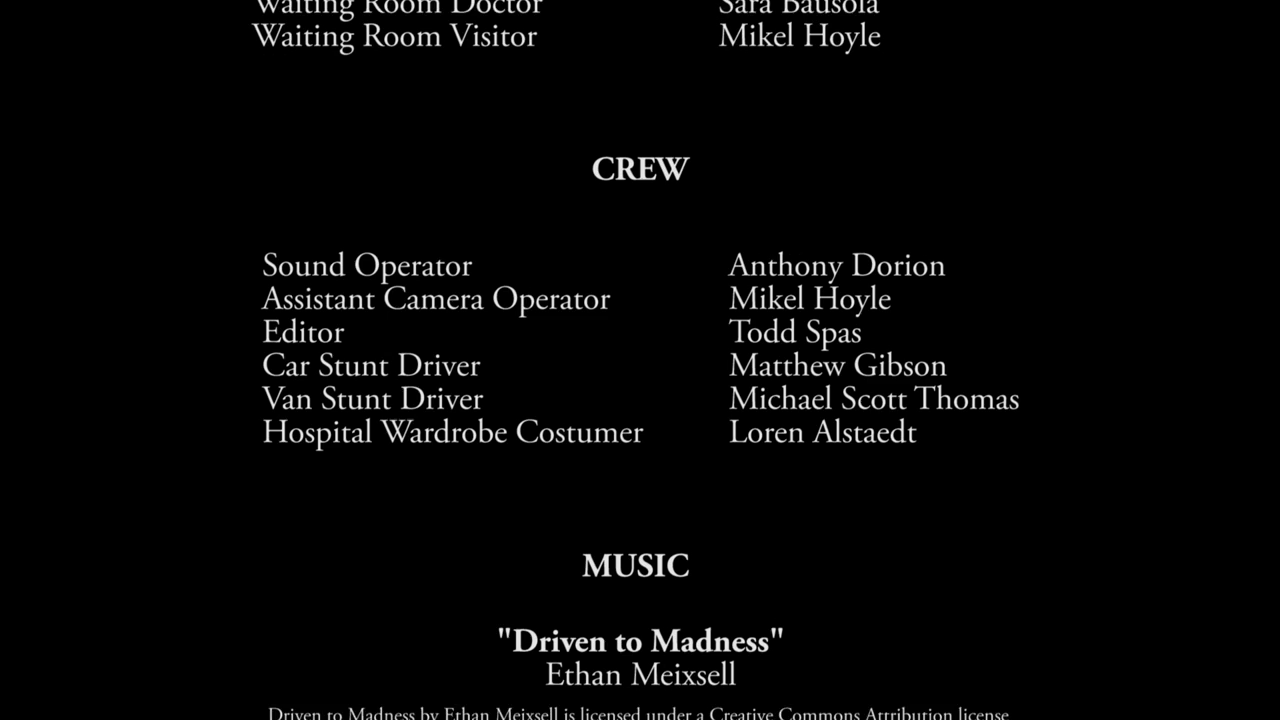 Waiting Room Doctor Sara Bausola
Waiting Room Visitor Mikel Hoyle
CREW
Sound Operator Anthony Dorion
Assistant Camera Operator Mikel Hoyle
Editor Todd Spas
Car Stunt Driver Matthew Gibson
Van Stunt Driver Michael Scott Thomas
Hospital Wardrobe Costumer Loren Alstaedt
MUSIC
"Driven to Madness"
Ethan Meixsell
Driven to Madness by Ethan Meixsell is licensed under a Creative Commons Attribution license